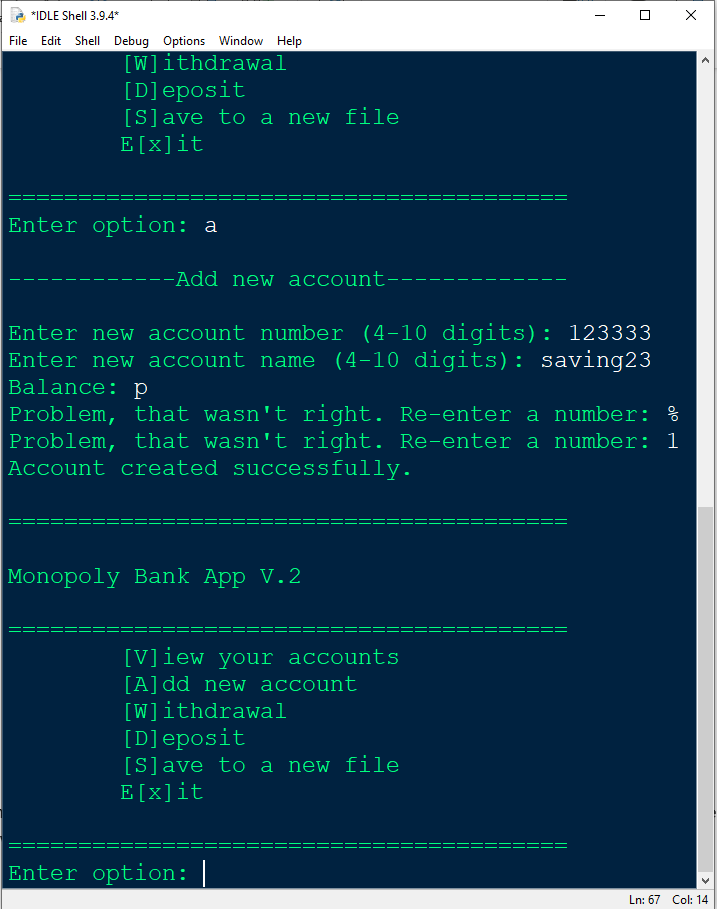 *IDLE Shell 3.9.4*
File Edit Shell Debug Options Window Help
[W]ithdrawal
[D]eposit
[S]ave to a new file
E[x]it
========================================
Enter option: a
------------Add new account-------------
Enter new account number (4-10 digits): 123333
Enter new account name (4-10 digits): saving23
Balance: p
Problem, that wasn't right. Re-enter a number: %
Problem, that wasn't right. Re-enter a number: 1
Account created successfully.
========================================
Monopoly Bank App V.2
========================================
[V]iew your accounts
[A]dd new account
[W]ithdrawal
[D]eposit
[S]ave to a new file
E[x]it
========================================
Enter option:
Ln: 67 Col: 14